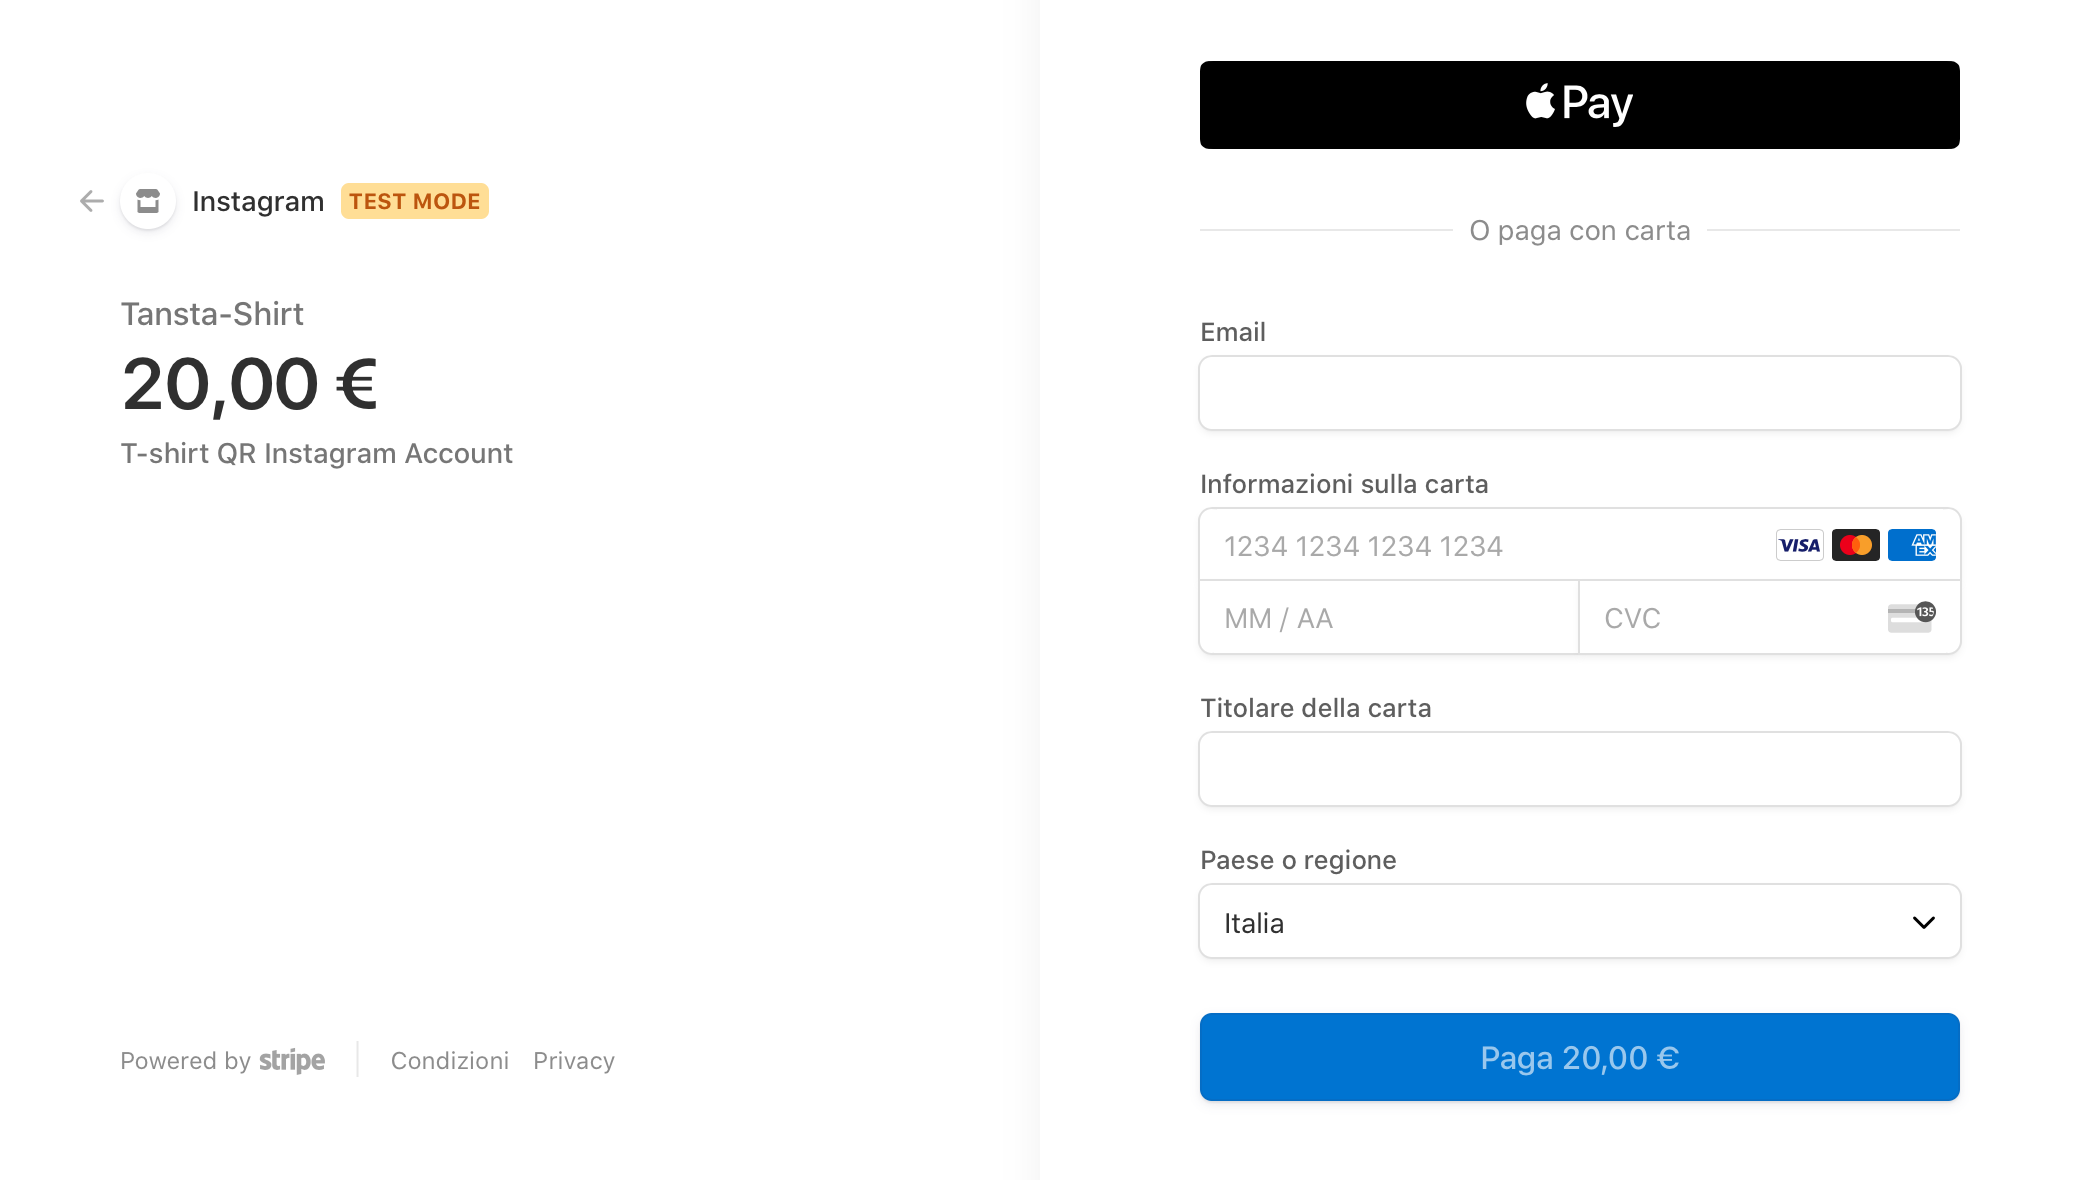 Instagram TEST MODE
Tansta-Shirt
20,00 €
T-shirt QR Instagram Account
Powered by stripe
Condizioni Privacy
Pay
O paga con carta
Email
Informazioni sulla carta
1234 1234 1234 1234 VISA AM EX
MM / AA CVC 135
Titolare della carta
Paese o regione
Italia
Paga 20,00 €